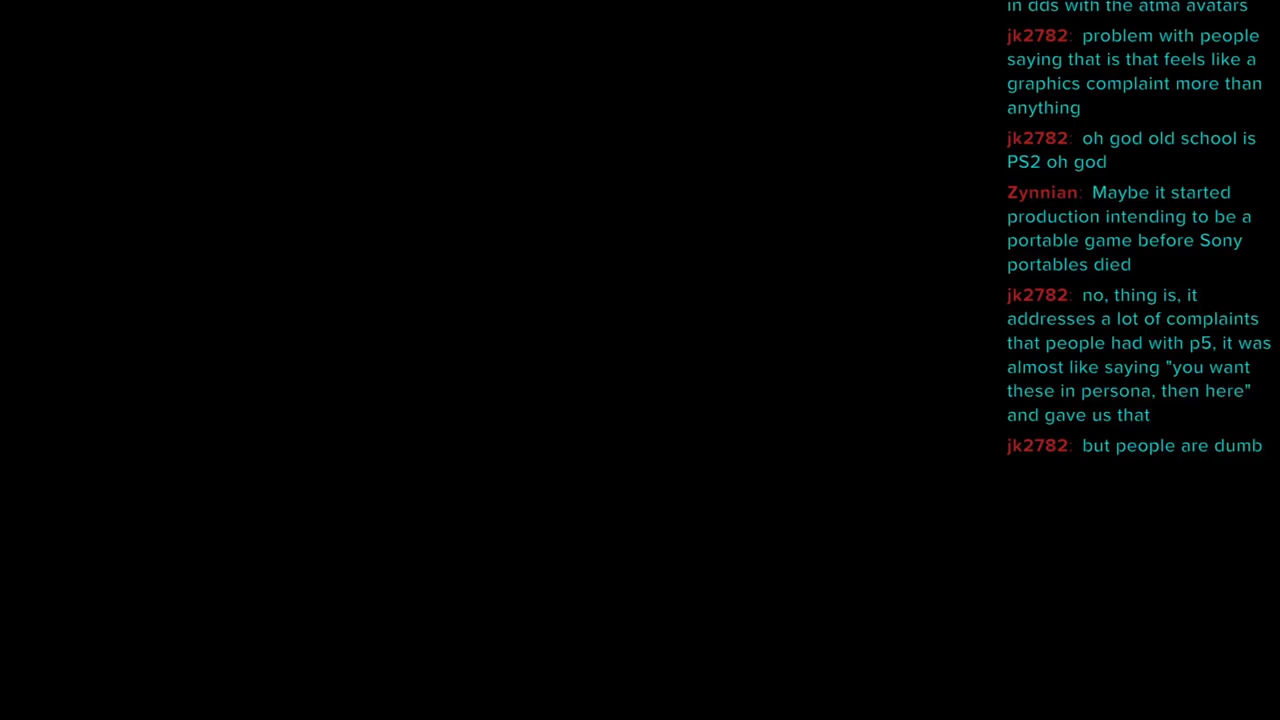 in dds with the atma avatars
jk2782: problem with people
saying that is that feels like a
graphics complaint more than
anything
jk2782: oh god old school is
PS2 oh god
Zynnian: Maybe it started
production intending to be a
portable game before Sony
portables died
jk2782: no, thing is, it
addresses a lot of complaints
that people had with p5, it was
almost like saying "you want
these in persona, then here"
and gave us that
jk2782: but people are dumb